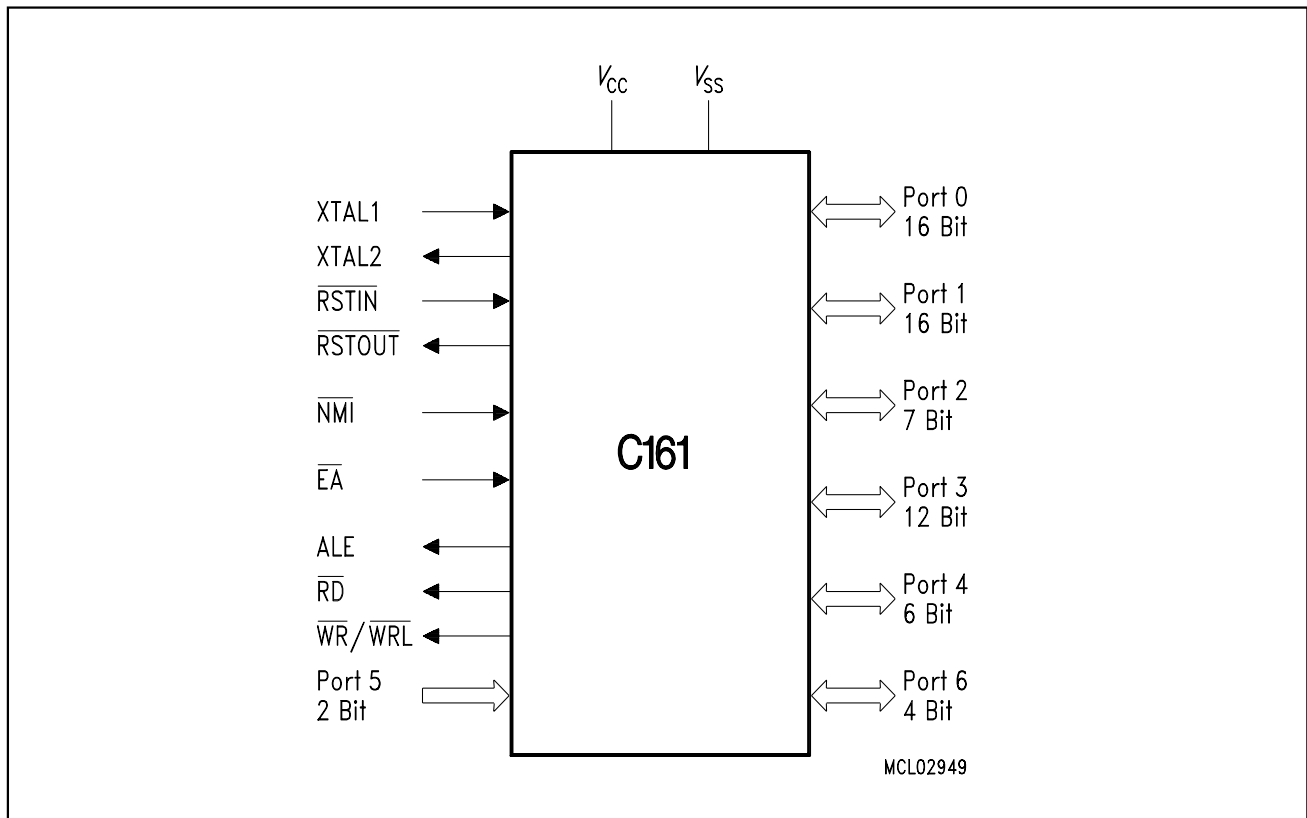 VCC VSS
XTAL1
XTAL2
RSTIN
RSTOUT
NMI
EA
ALE
RD
WR/WRL
Port 5
2 Bit
C161
Port 0
16 Bit
Port 1
16 Bit
Port 2
7 Bit
Port 3
12 Bit
Port 4
6 Bit
Port 6
4 Bit
MCL02949